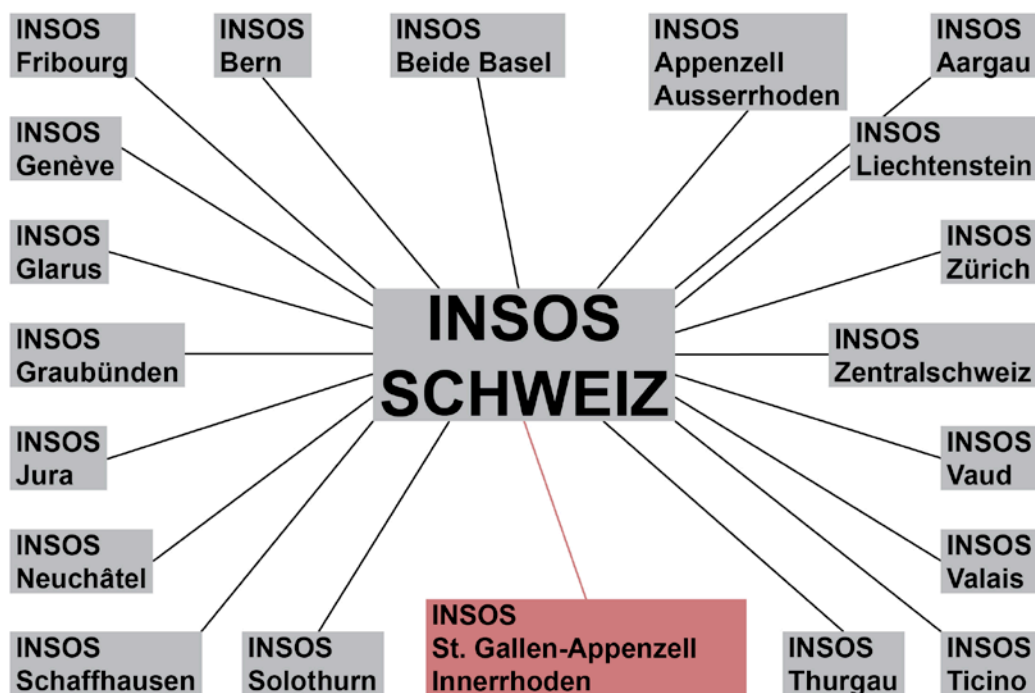 INSOS
Fribourg
INSOS
Bern
INSOS
Beide Basel
INSOS
Appenzell
Ausserrhoden
INSOS
Aargau
INSOS
Genève
INSOS
Liechtenstein
INSOS
Glarus
INSOS
Zürich
INSOS
SCHWEIZ
INSOS
Graubünden
INSOS
Zentralschweiz
INSOS
Jura
INSOS
Vaud
INSOS
Neuchâtel
INSOS
Valais
INSOS
Schaffhausen
INSOS
Solothurn
INSOS
St. Gallen-Appenzell
Innerrhoden
INSOS
Thurgau
INSOS
Ticino